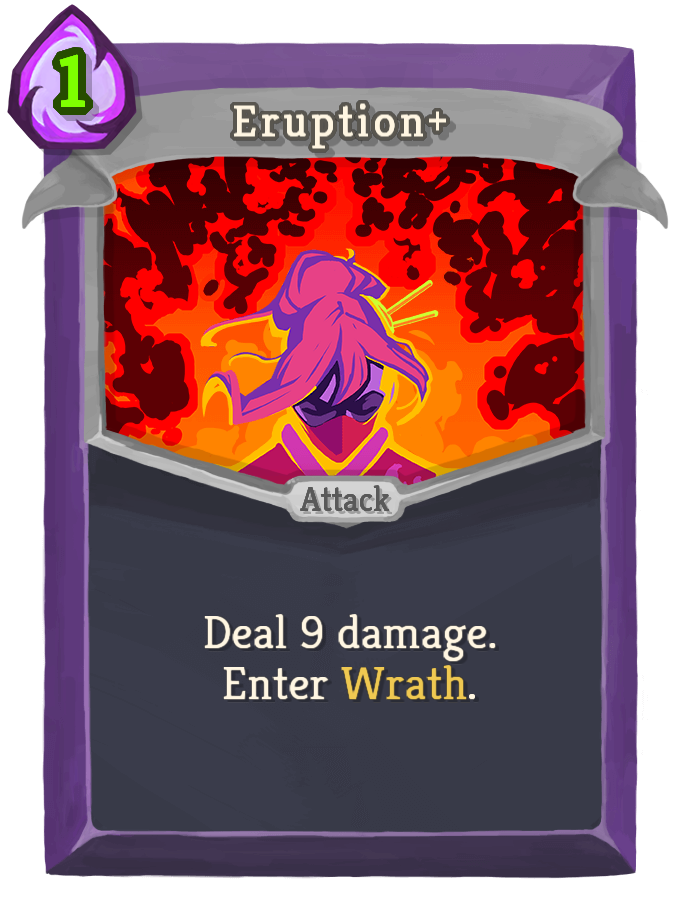 1
Eruption+
Attack
Deal 9 damage.
Enter Wrath.